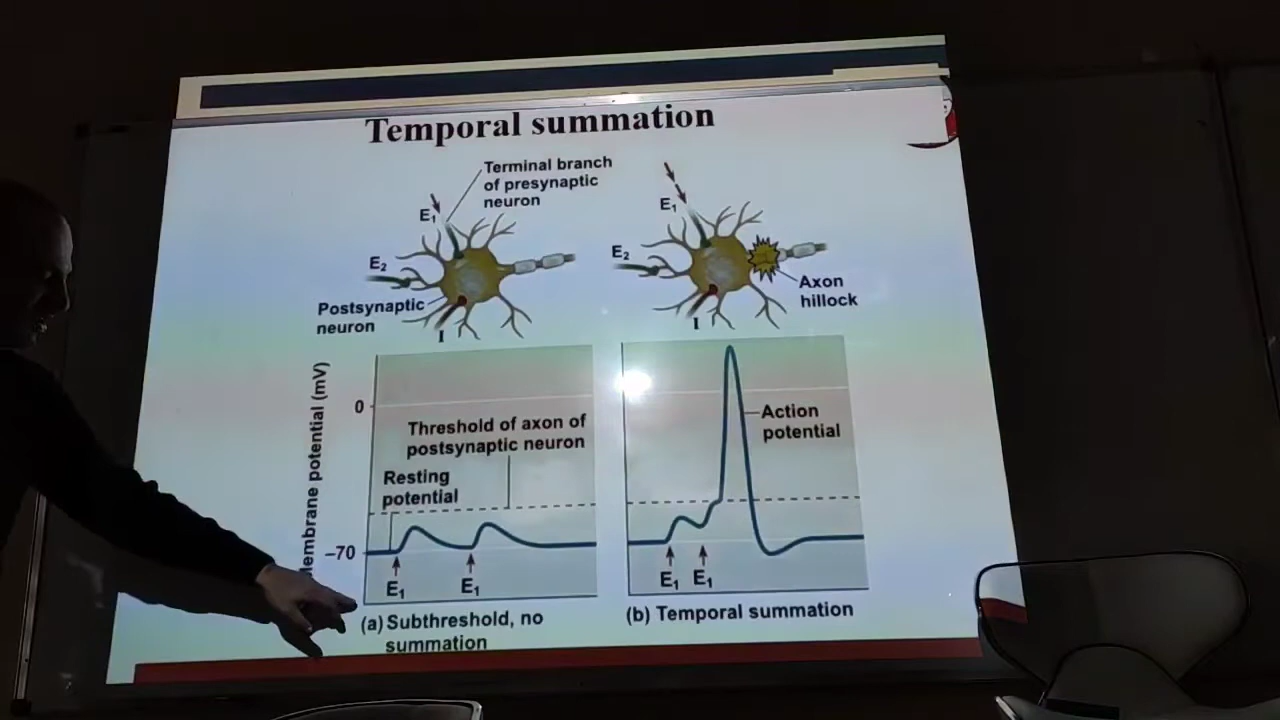 Temporal summation
Terminal branch
of presynaptic
neuron
E1
E2
Postsynaptic
neuron
I
E1
E2
Axon
hillock
I
Membrane potential (mV)
0
Threshold of axon of
postsynaptic neuron
Resting
potential
–70
E1
E1
(a) Subthreshold, no
summation
Action
potential
E1
E1
(b) Temporal summation